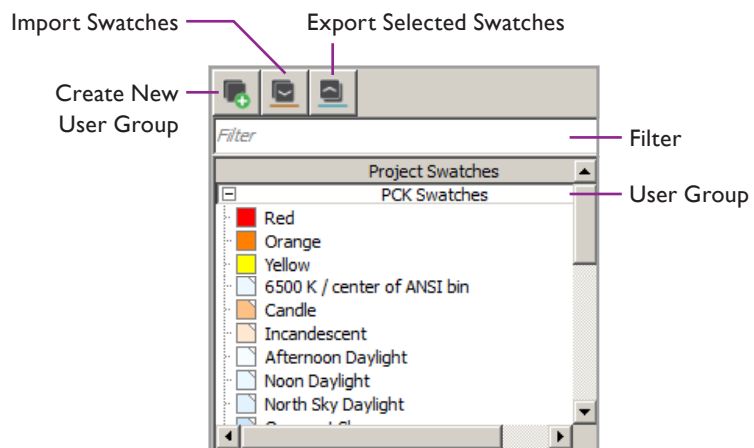 Import Swatches
Export Selected Swatches
Create New
User Group
Filter
Filter
Project Swatches
User Group
PCK Swatches
Red
Orange
Yellow
6500 K / center of ANSI bin
Candle
Incandescent
Afternoon Daylight
Noon Daylight
North Sky Daylight